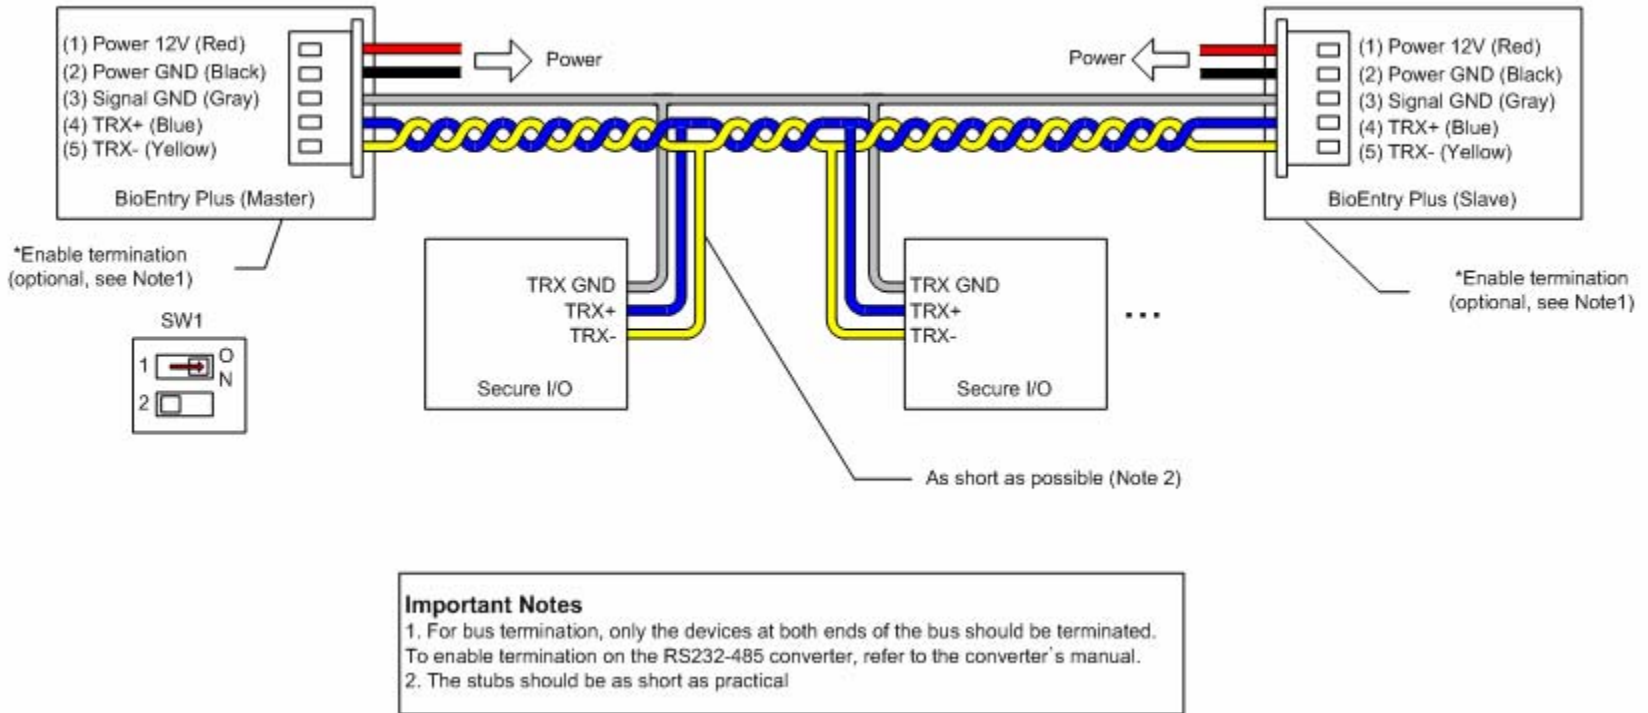 (1) Power 12V (Red)
(2) Power GND (Black)
(3) Signal GND (Gray)
(4) TRX+ (Blue)
(5) TRX- (Yellow)
BioEntry Plus (Master)
Power
Power
(1) Power 12V (Red)
(2) Power GND (Black)
(3) Signal GND (Gray)
(4) TRX+ (Blue)
(5) TRX- (Yellow)
BioEntry Plus (Slave)
*Enable termination
(optional, see Note1)
SW1
1
O
N
2
TRX GND
TRX+
TRX-
Secure I/O
TRX GND
TRX+
TRX-
Secure I/O
...
*Enable termination
(optional, see Note1)
As short as possible (Note 2)
Important Notes
1. For bus termination, only the devices at both ends of the bus should be terminated.
To enable termination on the RS232-485 converter, refer to the converter`s manual.
2. The stubs should be as short as practical